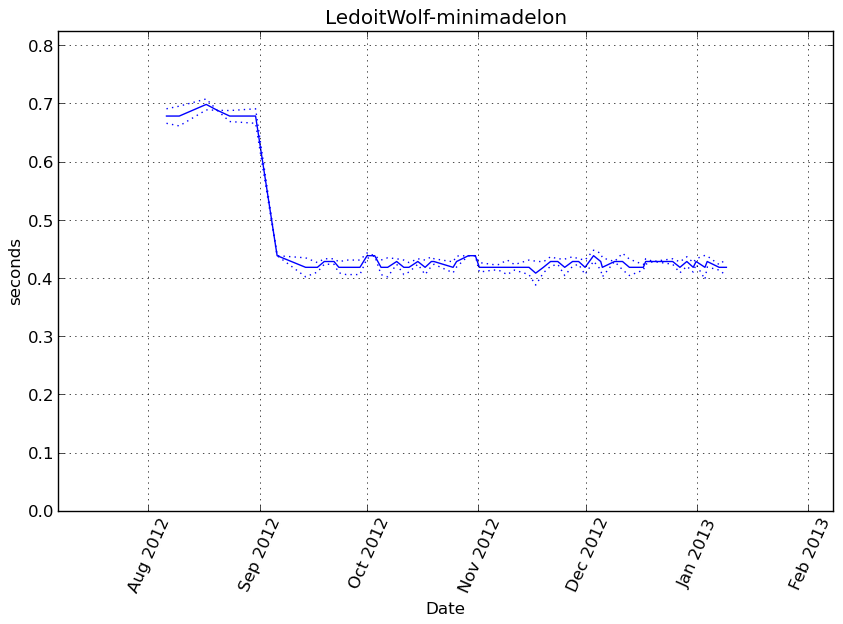 LedoitWolf-minimadelon
0.8
0.7
0.6
0.5
0.4
0.3
0.2
0.1
0.0
seconds
Aug 2012
Sep 2012
Oct 2012
Nov 2012
Dec 2012
Jan 2013
Feb 2013
Date